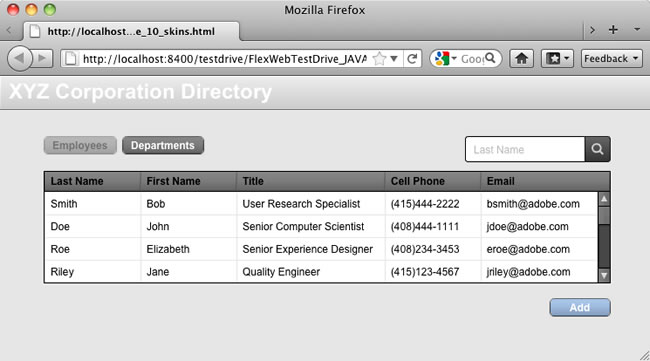 Mozilla Firefox
http://localhost...e_10_skins.html
http://localhost:8400/testdrive/FlexWebTestDrive_JAVA
Goog
Feedback
XYZ Corporation Directory
Employees Departments
Last Name
Last Name First Name Title Cell Phone Email
Smith Bob User Research Specialist (415)444-2222 bsmith@adobe.com
Doe John Senior Computer Scientist (408)444-1111 jdoe@adobe.com
Roe Elizabeth Senior Experience Designer (408)234-3453 eroe@adobe.com
Riley Jane Quality Engineer (415)123-4567 jriley@adobe.com
Add